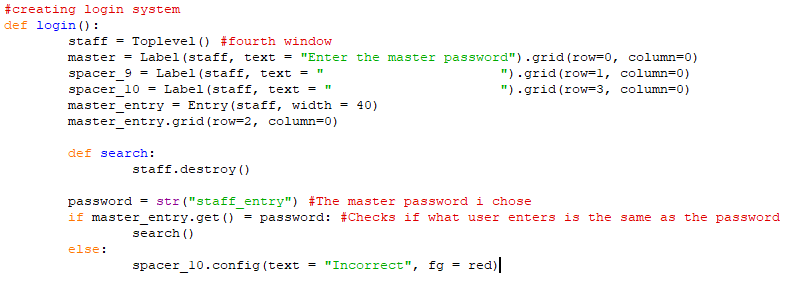 #creating login system
def login():
        staff = Toplevel() #fourth window
        master = Label(staff, text = "Enter the master password").grid(row=0, column=0)
        spacer_9 = Label(staff, text = "                      ").grid(row=1, column=0)
        spacer_10 = Label(staff, text = "                     ").grid(row=3, column=0)
        master_entry = Entry(staff, width = 40)
        master_entry.grid(row=2, column=0)

        def search:
                staff.destroy()

        password = str("staff_entry") #The master password i chose
        if master_entry.get() = password: #Checks if what user enters is the same as the password
                search()
        else:
                spacer_10.config(text = "Incorrect", fg = red)